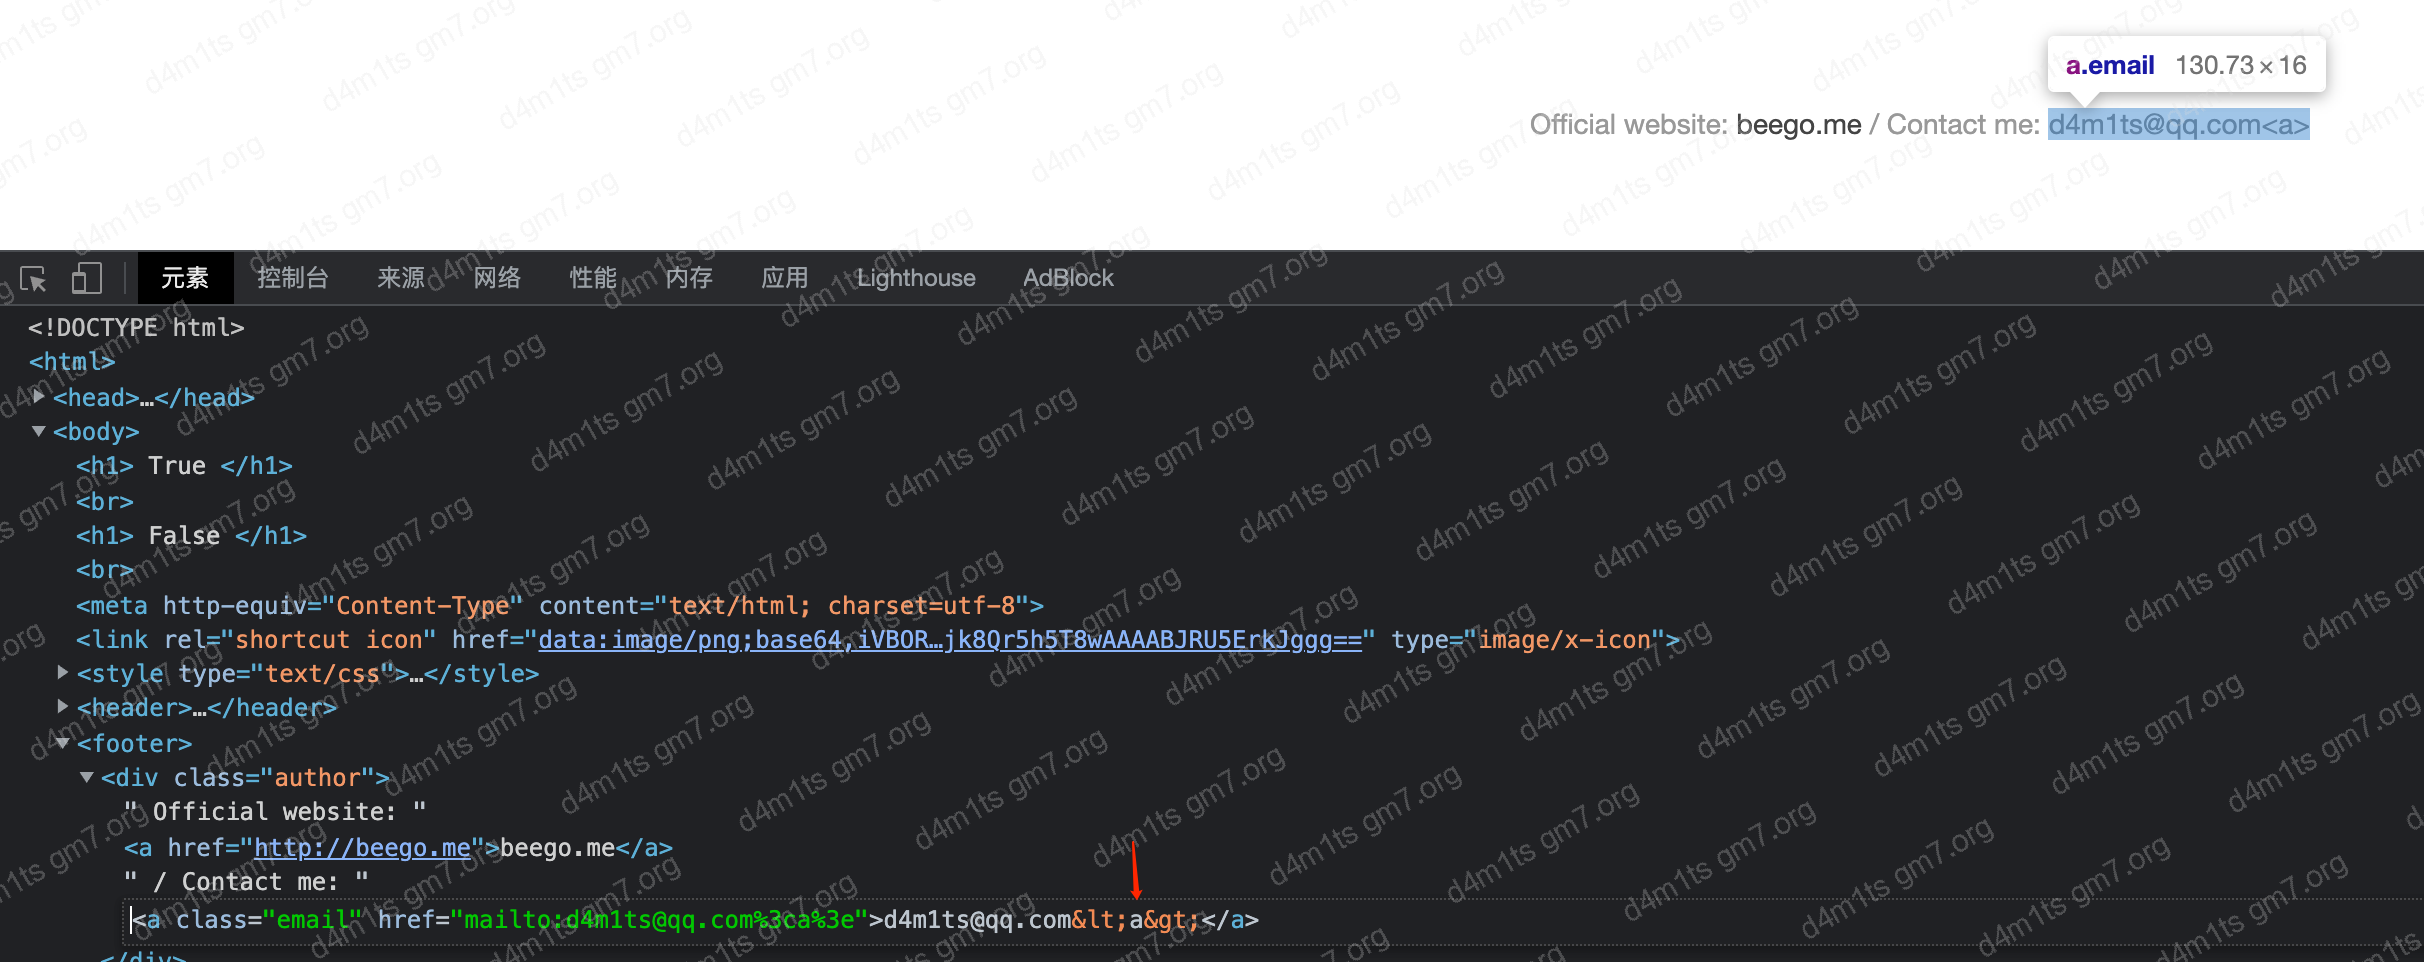 a.email 130.73 × 16
Official website: beego.me / Contact me: d4m1ts@qq.com<a>
元素 控制台 来源 网络 性能 内存 应用 Lighthouse AdBlock
<!DOCTYPE html>
<html>
<head>…</head>
<body>
<h1> True </h1>
<br>
<h1> False </h1>
<br>
<meta http-equiv="Content-Type" content="text/html; charset=utf-8">
<link rel="shortcut icon" href="data:image/png;base64,iVBOR…jk8Qr5h5T8wAAAABJRU5ErkJggg==" type="image/x-icon">
<style type="text/css">…</style>
<header>…</header>
<footer>
<div class="author">
" Official website: "
<a href="http://beego.me">beego.me</a>
" / Contact me: "
<a class="email" href="mailto:d4m1ts@qq.com%3ca%3e">d4m1ts@qq.com&lt;a&gt;</a>
</div>
d4m1ts gm7.org